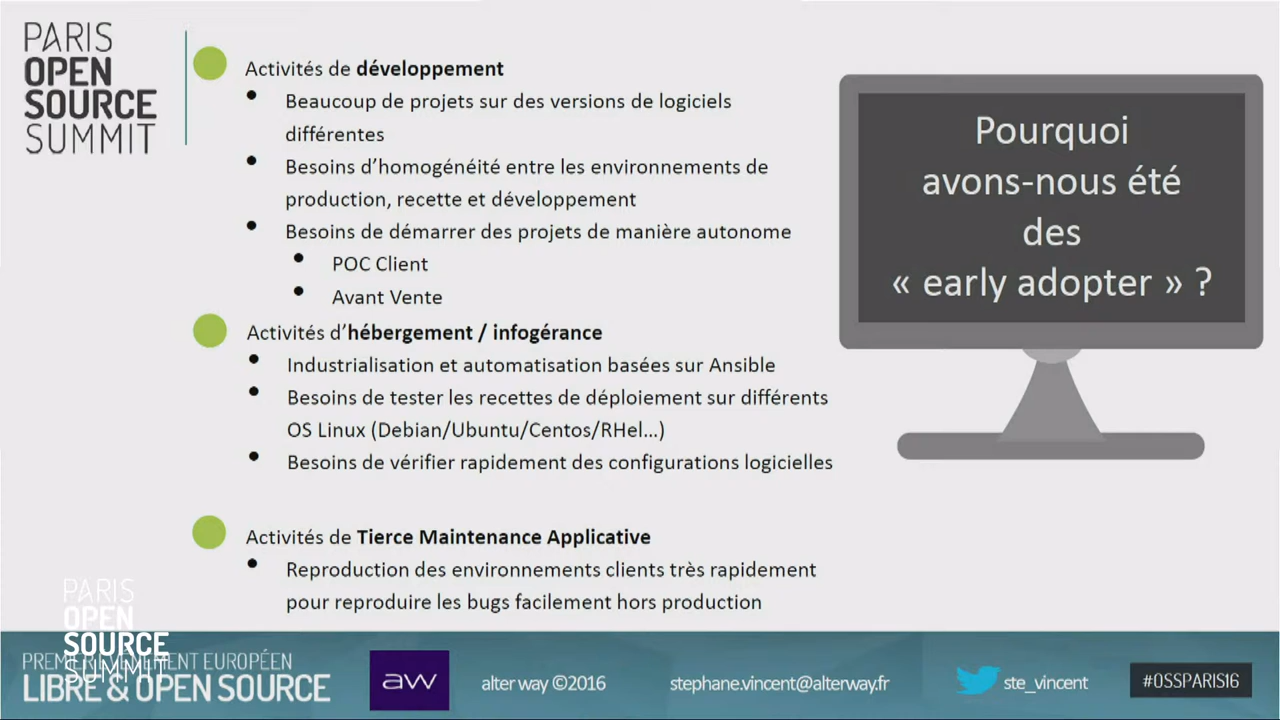 PARIS
OPEN
SOURCE
SUMMIT
Activités de développement
Beaucoup de projets sur des versions de logiciels
différentes
Besoins d’homogénéité entre les environnements de
production, recette et développement
Besoins de démarrer des projets de manière autonome
POC Client
Avant Vente
Activités d’hébergement / infogérance
Industrialisation et automatisation basées sur Ansible
Besoins de tester les recettes de déploiement sur différents
OS Linux (Debian/Ubuntu/Centos/RHel...)
Besoins de vérifier rapidement des configurations logicielles
Activités de Tierce Maintenance Applicative
Reproduction des environnements clients très rapidement
pour reproduire les bugs facilement hors production
Pourquoi
avons-nous été
des
« early adopter » ?
PARIS
OPEN
SOURCE
SUMMIT
EUROPÉEN
LIBRE & OPEN SOURCE
aw
alter way ©2016
stephane.vincent@alterway.fr
ste_vincent
#OSSPARIS16